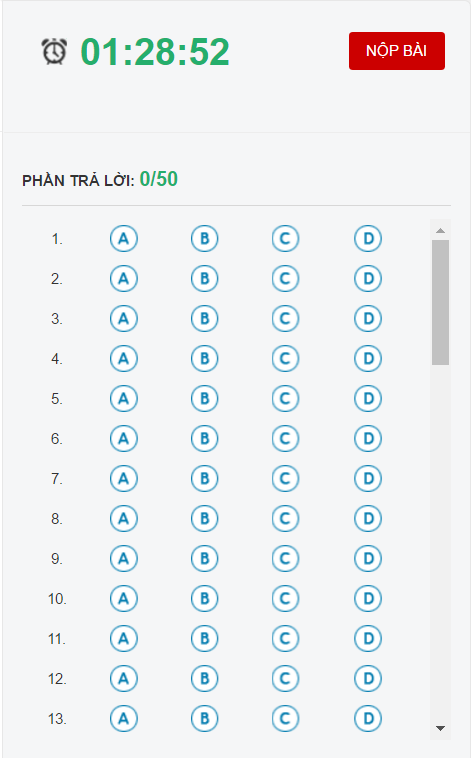 01:28:52 NỘP BÀI
PHẦN TRẢ LỜI: 0/50
1. A B C D
2. A B C D
3. A B C D
4. A B C D
5. A B C D
6. A B C D
7. A B C D
8. A B C D
9. A B C D
10. A B C D
11. A B C D
12. A B C D
13. A B C D